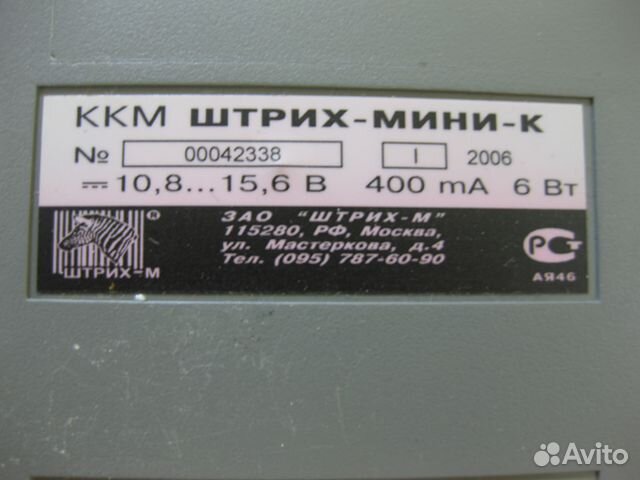 ККМ ШТРИХ-МИНИ-К
№ 00042338 I 2006
10,8...15,6 В 400 mA 6 Вт
ЗАО "ШТРИХ-М"
115280, РФ, Москва,
ул. Мастеркова, д.4
Тел. (095) 787-60-90
®
ШТРИХ-М
РСТ
АЯ46
Avito